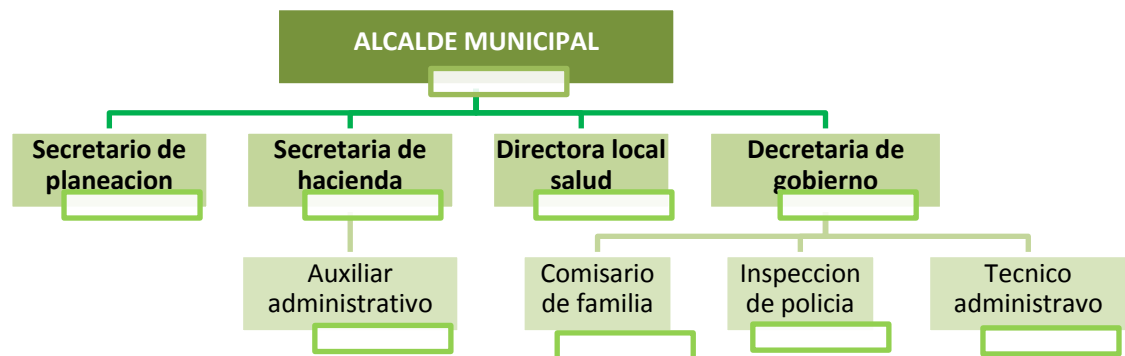 ALCALDE MUNICIPAL
Secretario de
planeacion
Secretaria de
hacienda
Directora local
salud
Decretaria de
gobierno
Auxiliar
administrativo
Comisario
de familia
Inspeccion
de policia
Tecnico
administravo